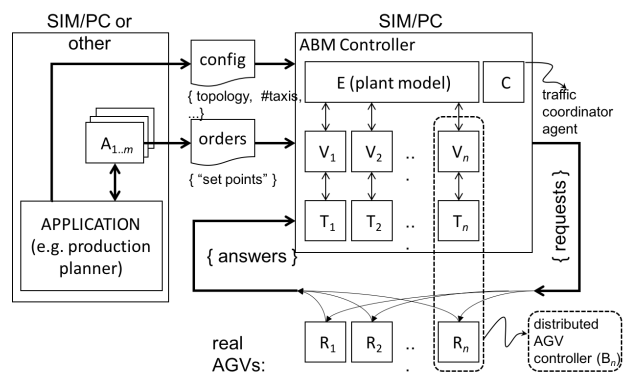 SIM/PC or
other
SIM/PC
config
ABM Controller
E (plant model)
C
{ topology, #taxis,
...}
traffic
coordinator
agent
A1..m
orders
V1
V2
..
.
Vn
{ "set points" }
APPLICATION
(e.g. production
planner)
T1
T2
..
.
Tn
{ answers }
{ requests }
real
AGVs:
R1
R2
..
.
Rn
distributed
AGV
controller (Bn)